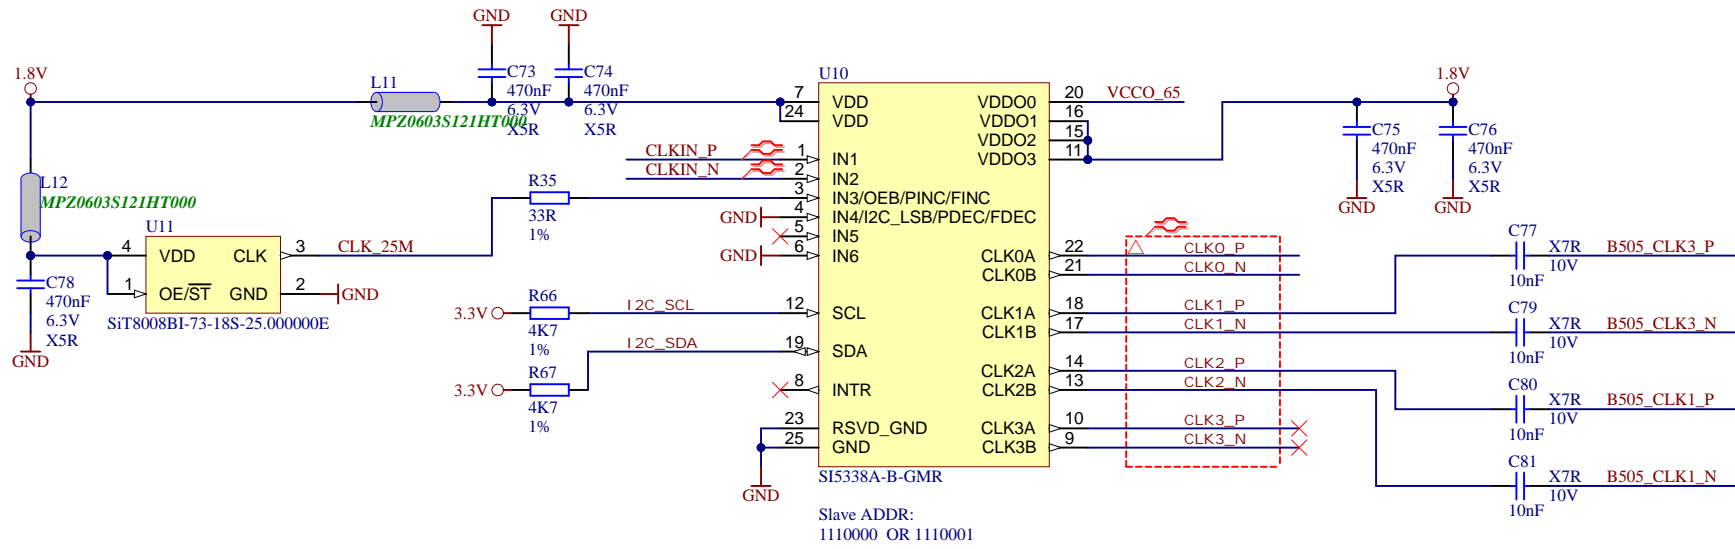 GND
GND
1.8V
L11
MPZ0603S121HT000
C73
470nF
6.3V
X5R
C74
470nF
6.3V
X5R
L12
MPZ0603S121HT000
U11
4
VDD
CLK
3
1
OE/ST
GND
2
GND
SiT8008BI-73-18S-25.000000E
C78
470nF
6.3V
X5R
GND
CLK_25M
R35
33R
1%
CLKIN_P
CLKIN_N
GND
GND
3.3V
R66
4K7
1%
I2C_SCL
3.3V
R67
4K7
1%
I2C_SDA
U10
7
VDD
24
VDD
1
IN1
2
IN2
3
IN3/OEB/PINC/FINC
4
IN4/I2C_LSB/PDEC/FDEC
5
IN5
6
IN6
12
SCL
19
SDA
8
INTR
23
RSVD_GND
25
GND
GND
VDDO0
20
VCCO_65
VDDO1
16
VDDO2
15
VDDO3
11
CLK0A
22
CLK0_P
CLK0B
21
CLK0_N
CLK1A
18
CLK1_P
CLK1B
17
CLK1_N
CLK2A
14
CLK2_P
CLK2B
13
CLK2_N
CLK3A
10
CLK3_P
CLK3B
9
CLK3_N
SI5338A-B-GMR
Slave ADDR:
1110000 OR 1110001
1.8V
C75
470nF
6.3V
X5R
GND
C76
470nF
6.3V
X5R
GND
C77
X7R
10V
10nF
B505_CLK3_P
C79
X7R
10V
10nF
B505_CLK3_N
C80
X7R
10V
10nF
B505_CLK1_P
C81
X7R
10V
10nF
B505_CLK1_N